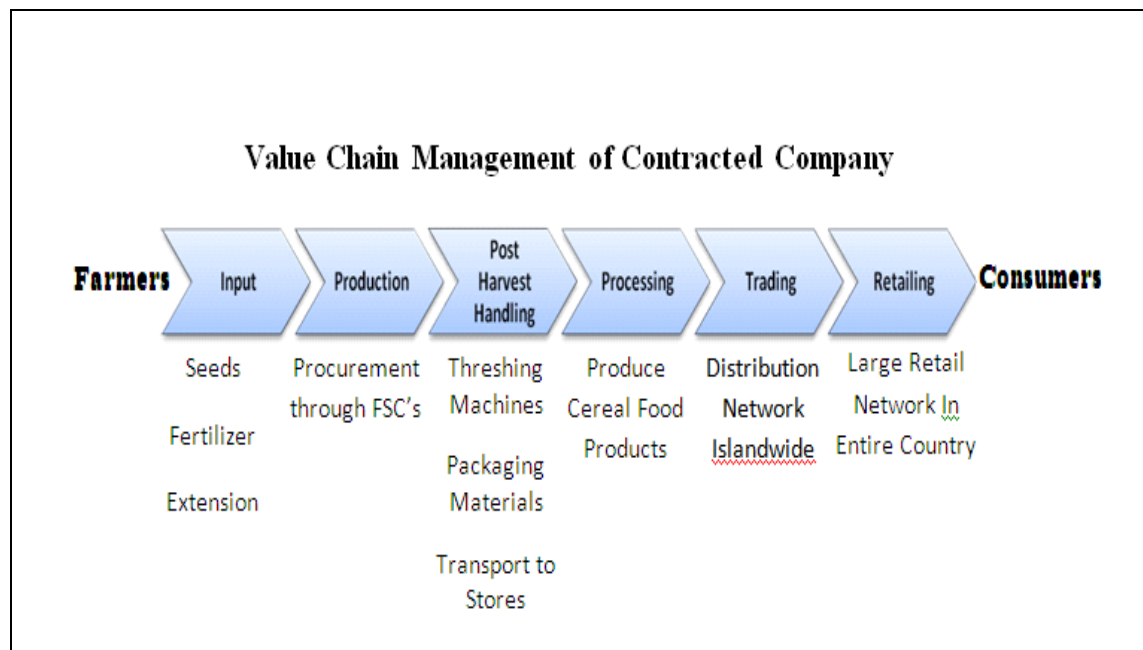 Value Chain Management of Contracted Company
Farmers
Input
Production
Post
Harvest
Handling
Processing
Trading
Retailing
Consumers
Seeds
Fertilizer
Extension
Procurement
through FSC's
Threshing
Machines
Packaging
Materials
Transport to
Stores
Produce
Cereal Food
Products
Distribution
Network
Islandwide
Large Retail
Network In
Entire Country